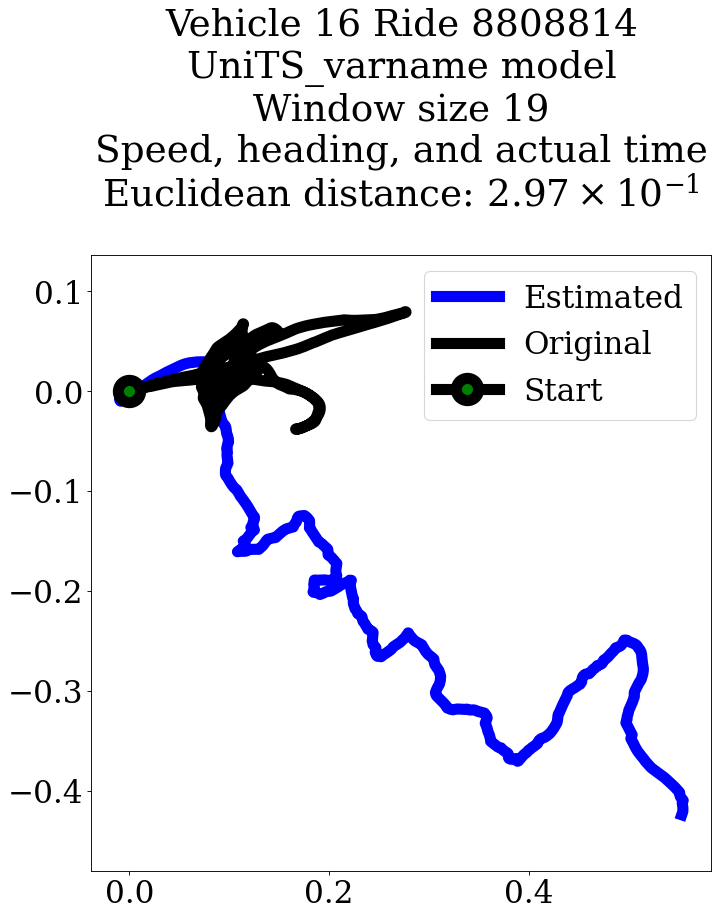 Vehicle 16 Ride 8808814
UniTS_varname model
Window size 19
Speed, heading, and actual time
Euclidean distance: 2.97 × 10⁻¹
Estimated
Original
Start
0.1
0.0
−0.1
−0.2
−0.3
−0.4
0.0 0.2 0.4